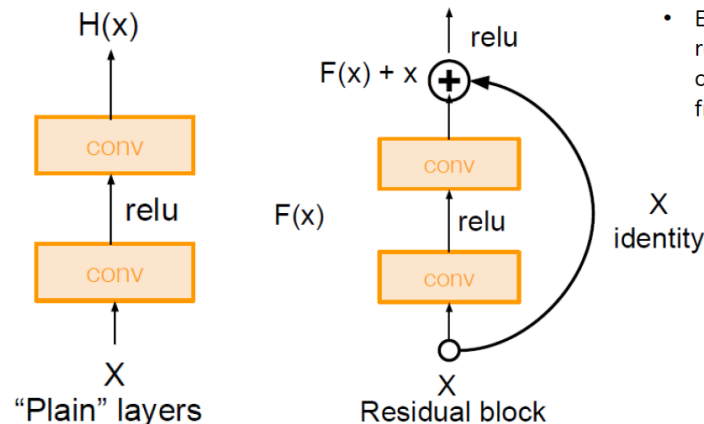 H(x)
conv
relu
conv
X
“Plain” layers
relu
F(x) + x
conv
F(x)
relu
conv
X
identity
X
Residual block